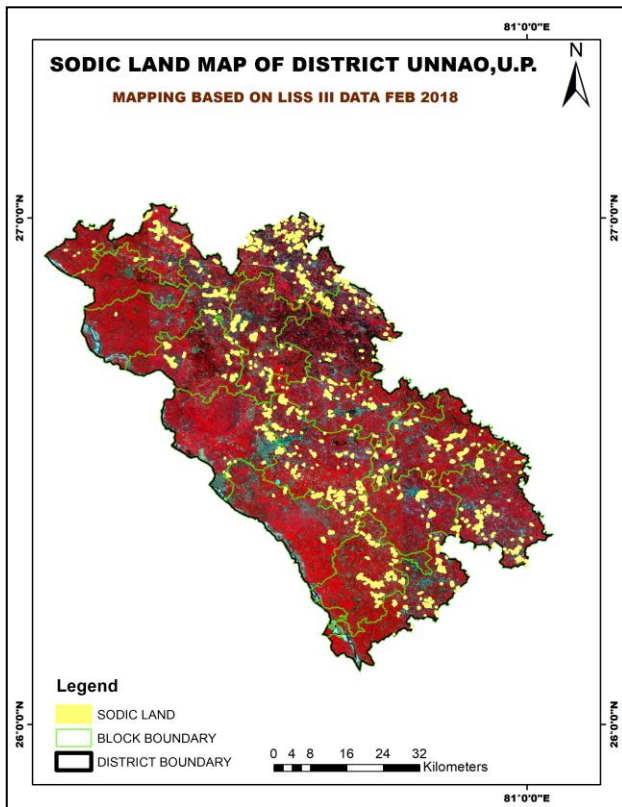 81°0'0"E
SODIC LAND MAP OF DISTRICT UNNAO,U.P.
N
MAPPING BASED ON LISS III DATA FEB 2018
27°0'0"N
27°0'0"N
Legend
SODIC LAND
BLOCK BOUNDARY
DISTRICT BOUNDARY
26°0'0"N
26°0'0"N
0 2 4 8 16 24 32
Kilometers
81°0'0"E